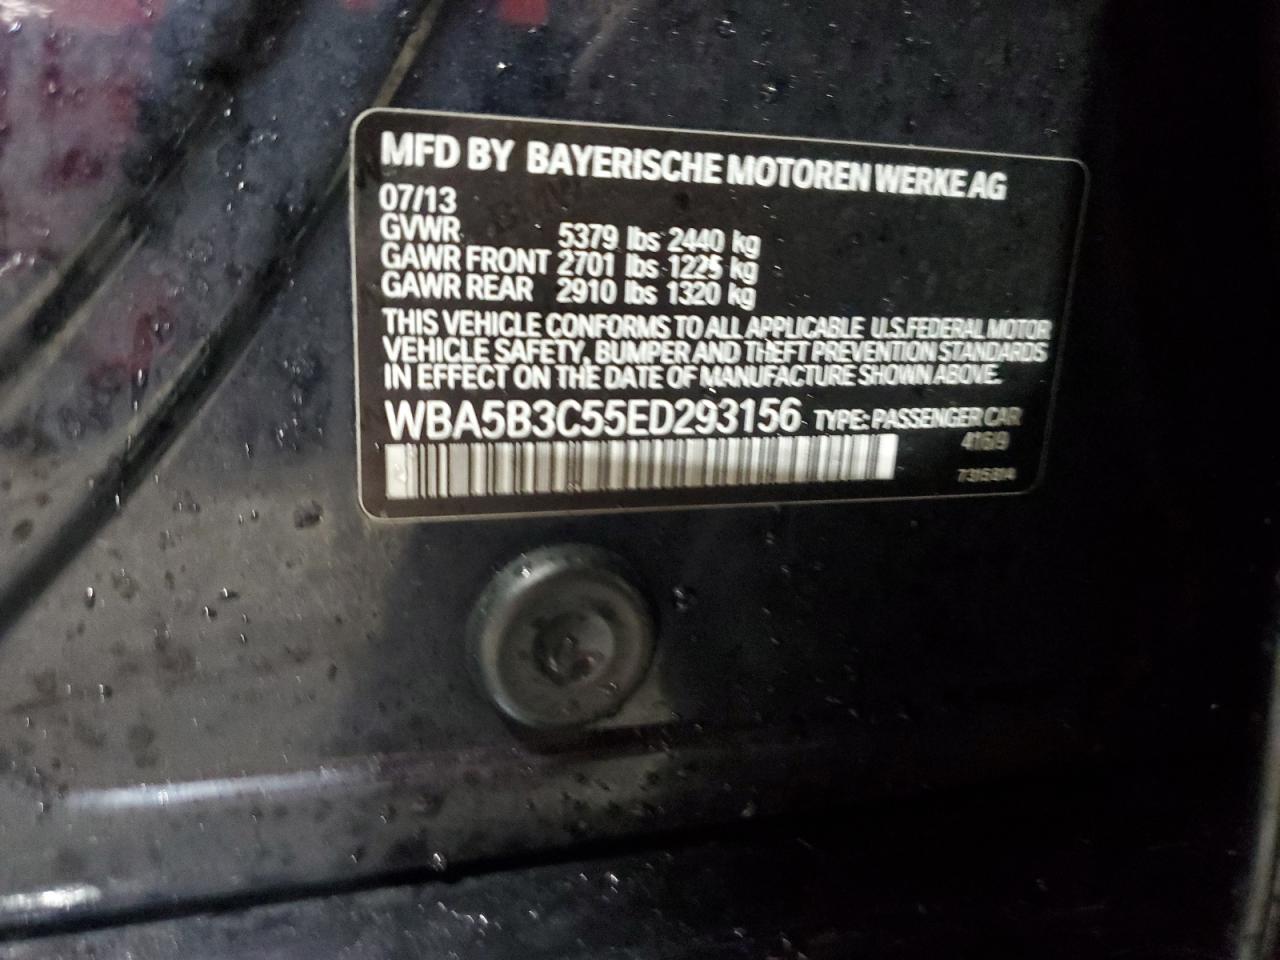 MFD BY BAYERISCHE MOTOREN WERKE AG
07/13
GVWR 5379 lbs 2440 kg
GAWR FRONT 2701 lbs 1225 kg
GAWR REAR 2910 lbs 1320 kg
THIS VEHICLE CONFORMS TO ALL APPLICABLE U.S.FEDERAL MOTOR
VEHICLE SAFETY, BUMPER AND THEFT PREVENTION STANDARDS
IN EFFECT ON THE DATE OF MANUFACTURE SHOWN ABOVE.
WBA5B3C55ED293156 TYPE: PASSENGER CAR
416/9
7315814